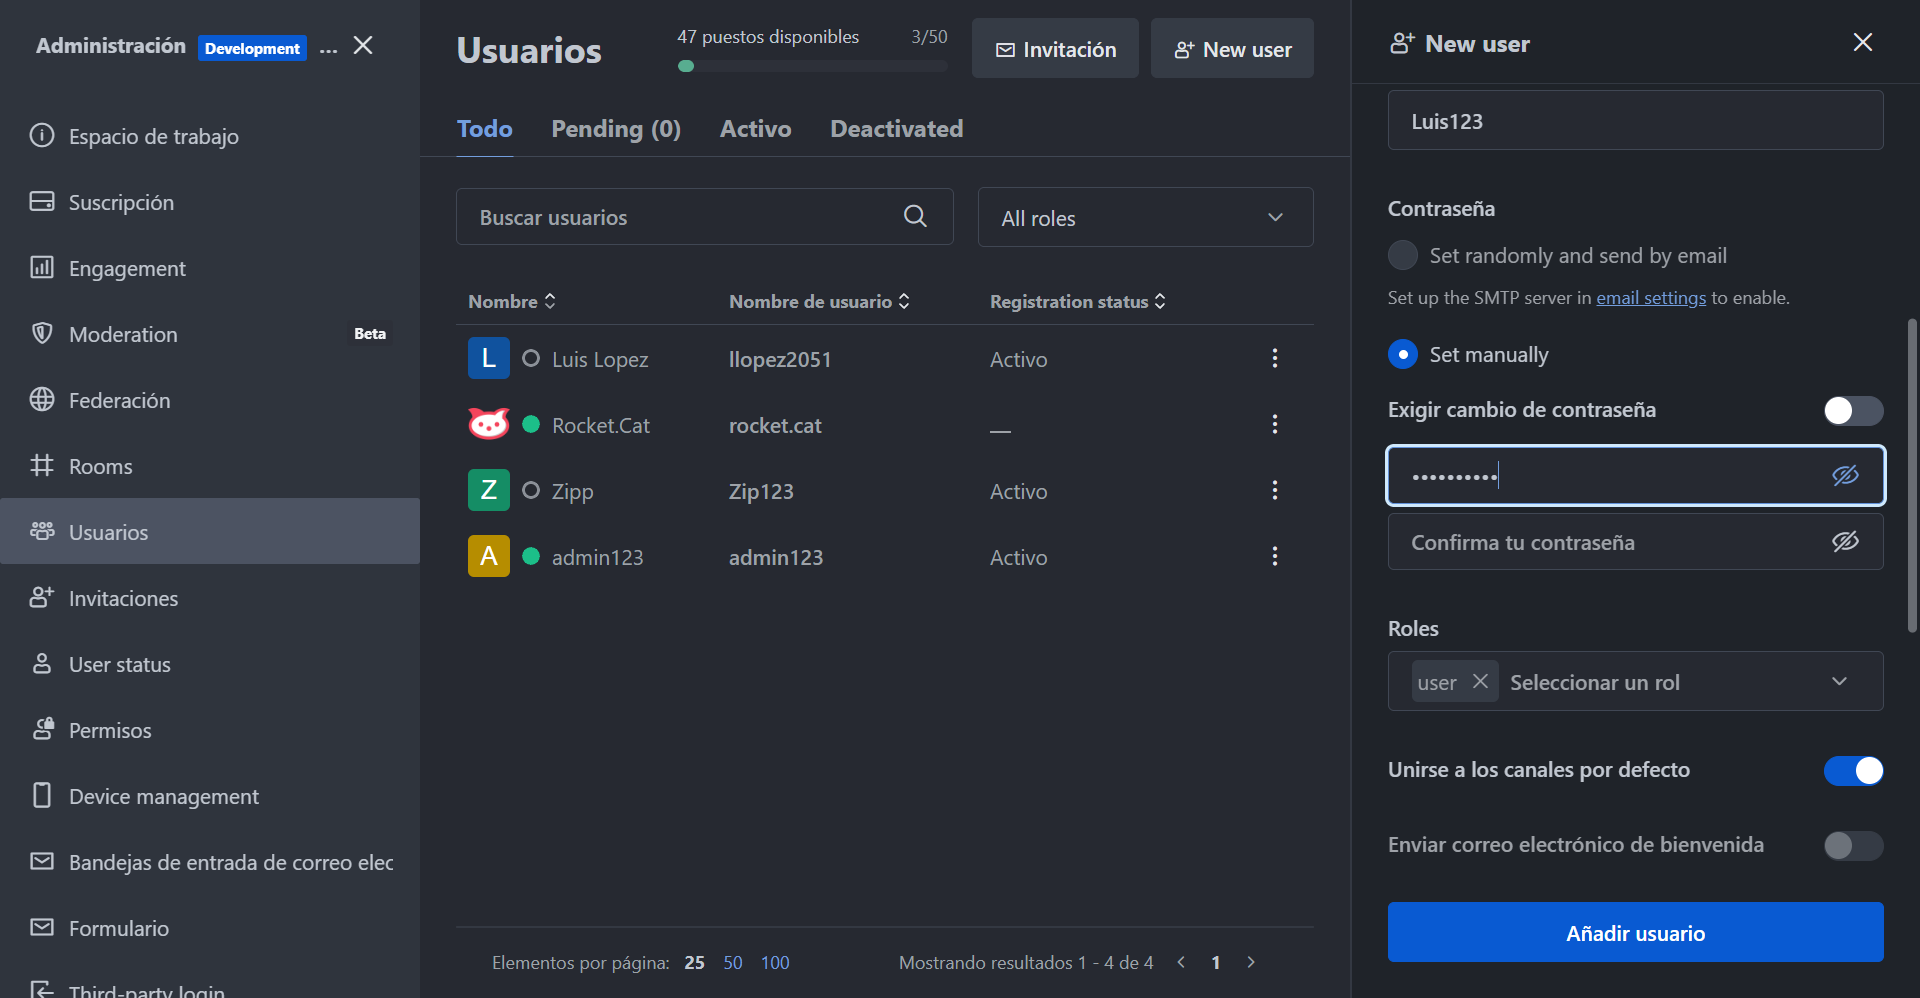 Administración Development ...
Espacio de trabajo
Suscripción
Engagement
Moderation Beta
Federación
Rooms
Usuarios
Invitaciones
User status
Permisos
Device management
Bandejas de entrada de correo elec
Formulario
Third-party login
Usuarios
47 puestos disponibles 3/50
Invitación
New user
Todo Pending (0) Activo Deactivated
Buscar usuarios
All roles
Nombre Nombre de usuario Registration status
L Luis Lopez llopez2051 Activo
Rocket.Cat rocket.cat —
Z Zipp Zip123 Activo
A admin123 admin123 Activo
Elementos por página: 25 50 100
Mostrando resultados 1 - 4 de 4 < 1 >
New user
Luis123
Contraseña
Set randomly and send by email
Set up the SMTP server in email settings to enable.
Set manually
Exigir cambio de contraseña
••••••••••
Confirma tu contraseña
Roles
user Seleccionar un rol
Unirse a los canales por defecto
Enviar correo electrónico de bienvenida
Añadir usuario